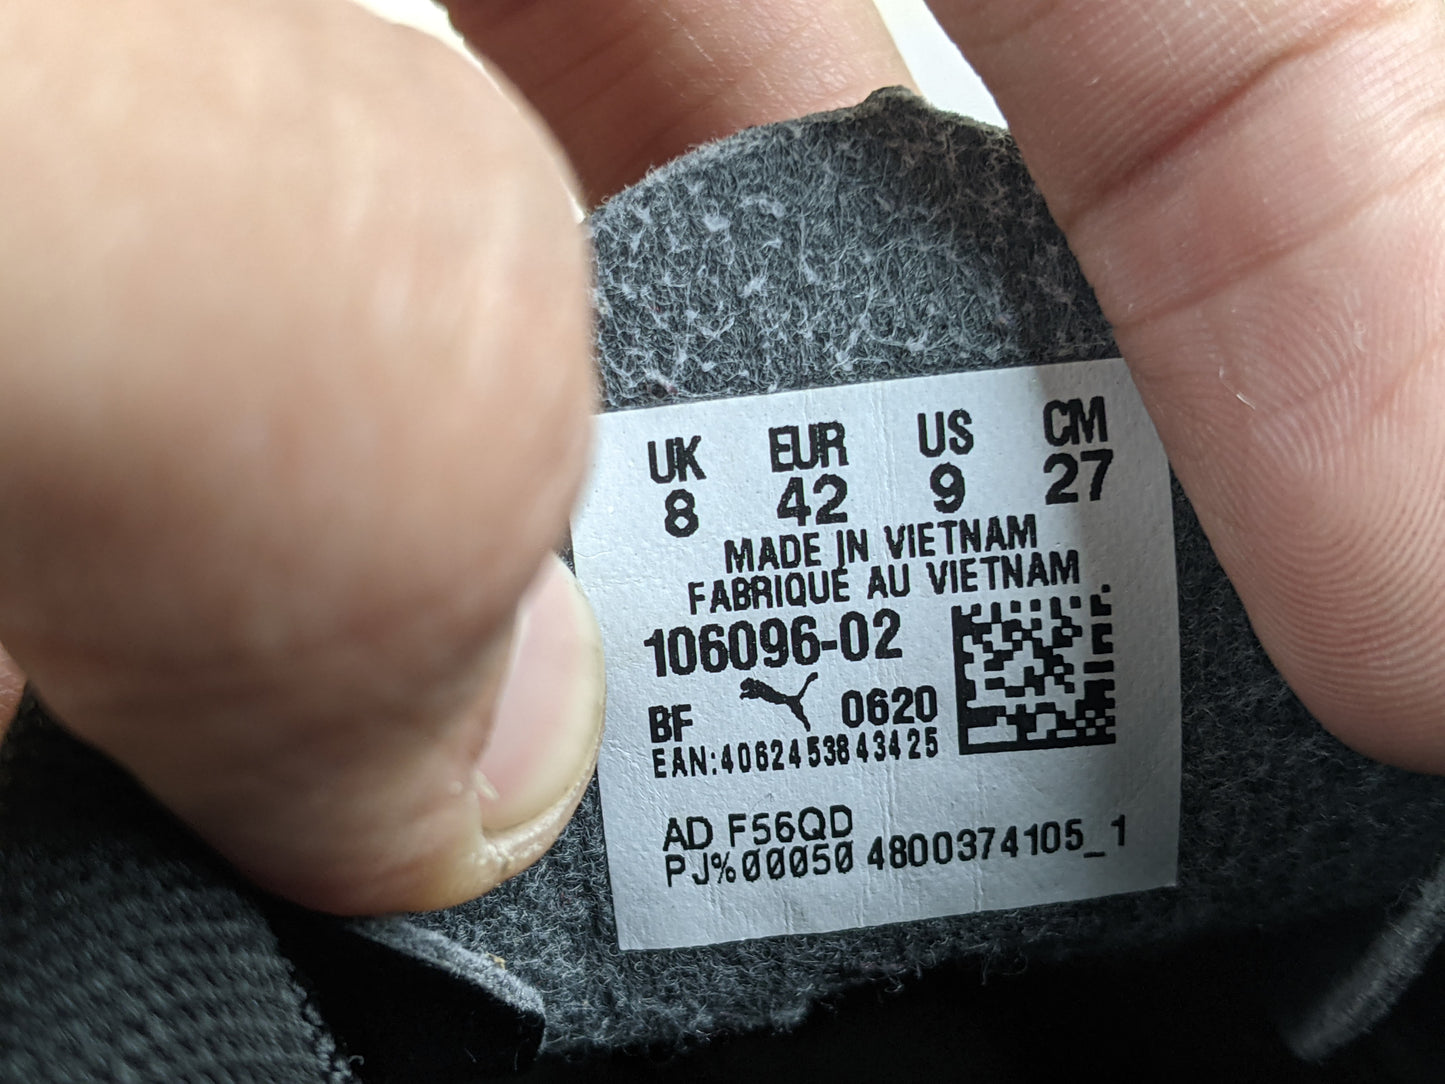 UK EUR US CM
8 42 9 27
MADE IN VIETNAM
FABRIQUE AU VIETNAM
106096-02
BF 0620
EAN:4062453843425
AD F56QD
PJ%00050 4800374105_1